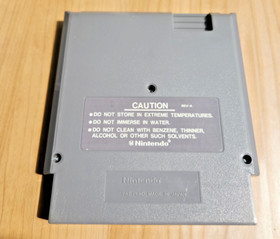 CAUTION
●DO NOT STORE IN EXTREME TEMPERATURES.
●DO NOT IMMERSE IN WATER.
●DO NOT CLEAN WITH BENZENE, THINNER,
ALCOHOL OR OTHER SUCH SOLVENTS.
Nintendo®
Nintendo